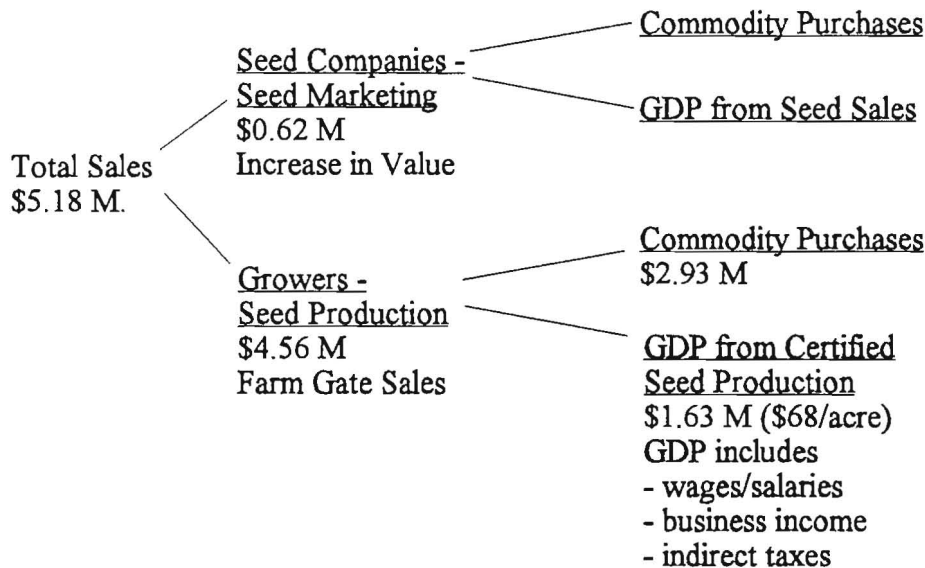 Total Sales
$5.18 M.
Seed Companies -
Seed Marketing
$0.62 M
Increase in Value
Commodity Purchases
GDP from Seed Sales
Growers -
Seed Production
$4.56 M
Farm Gate Sales
Commodity Purchases
$2.93 M
GDP from Certified
Seed Production
$1.63 M ($68/acre)
GDP includes
- wages/salaries
- business income
- indirect taxes